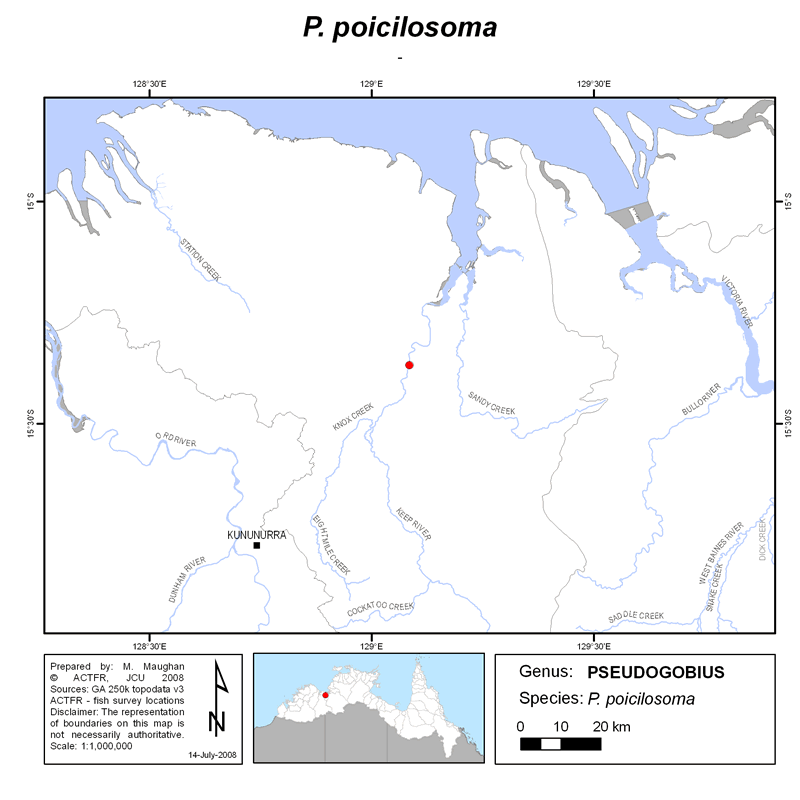 P. poicilosoma
-
128°30'E
129°E
129°30'E
15°S
15°S
STATION CREEK
VICTORIA RIVER
KNOX CREEK
SANDY CREEK
BULLO RIVER
15°30'S
15°30'S
ORD RIVER
KUNUNURRA
EIGHTMILE CREEK
KEEP RIVER
DUNHAM RIVER
COCKATOO CREEK
WEST BAINES RIVER
SNAKE CREEK
DICK CREEK
SADDLE CREEK
128°30'E
129°E
129°30'E
Prepared by: M. Maughan
© ACTFR, JCU 2008
Sources: GA 250k topodata v3
ACTFR - fish survey locations
Disclaimer: The representation
of boundaries on this map is
not necessarily authoritative.
Scale: 1:1,000,000
N
14-July-2008
Genus: PSEUDOGOBIUS
Species: P. poicilosoma
0 10 20 km